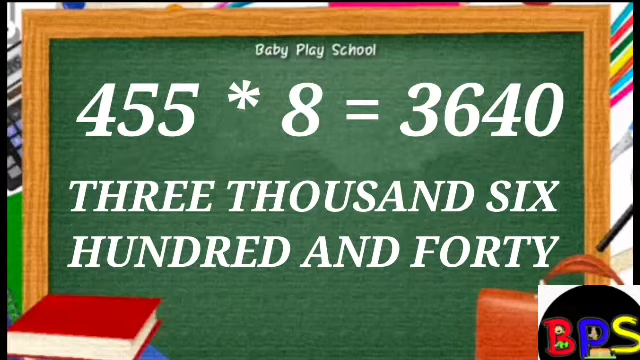 Baby Play School
455 * 8 = 3640
THREE THOUSAND SIX
HUNDRED AND FORTY
BPS